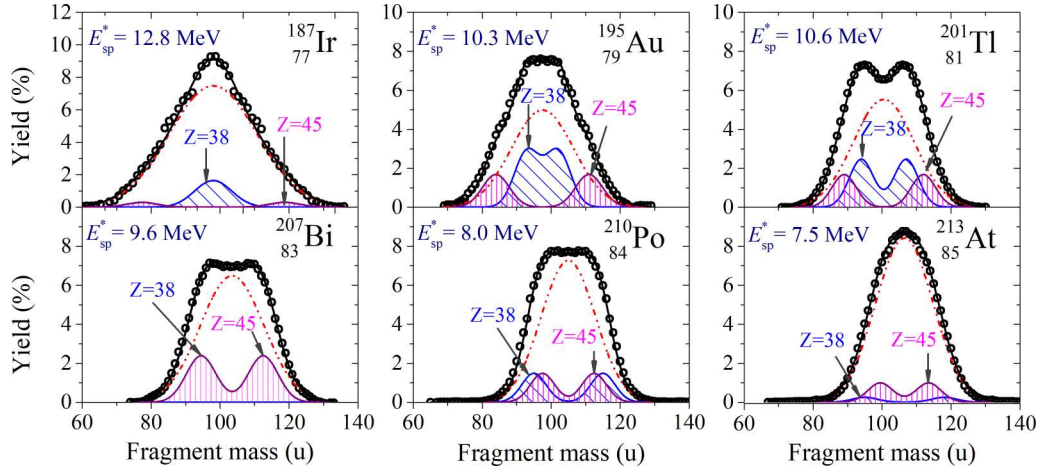 E*sp = 12.8 MeV
187
77 Ir
Z=38
Z=45
12
10
8
6
4
2
0
Yield (%)
E*sp = 10.3 MeV
195
79 Au
Z=38
Z=45
10
8
6
4
2
0
E*sp = 10.6 MeV
201
81 Tl
Z=38
Z=45
10
8
6
4
2
0
E*sp = 9.6 MeV
207
83 Bi
Z=38
Z=45
8
6
4
2
0
Yield (%)
60 80 100 120
Fragment mass (u)
E*sp = 8.0 MeV
210
84 Po
Z=38
Z=45
8
6
4
2
0
60 80 100 120 140
Fragment mass (u)
E*sp = 7.5 MeV
213
85 At
Z=38
Z=45
8
6
4
2
0
60 80 100 120 140
Fragment mass (u)